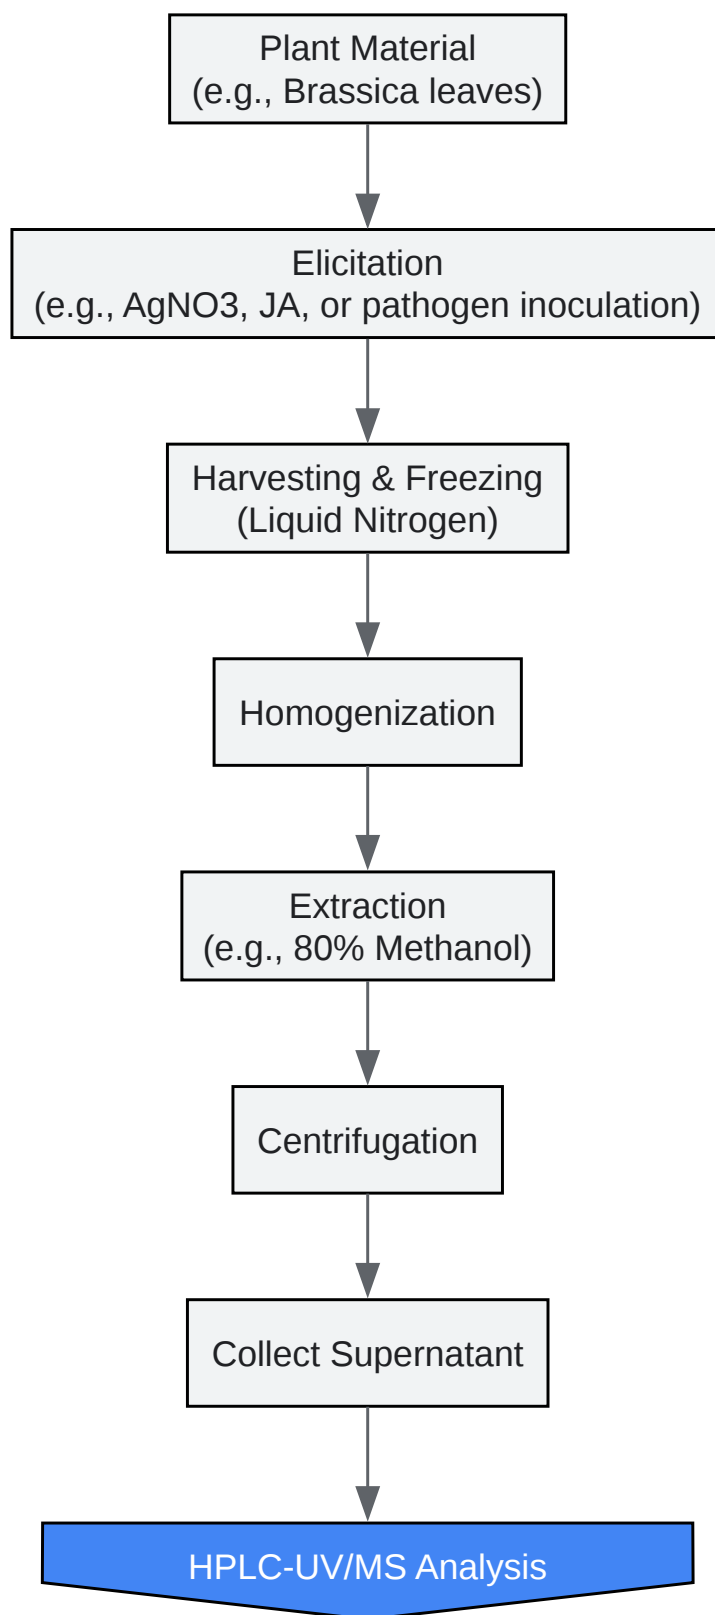 Plant Material
(e.g., Brassica leaves)
Elicitation
(e.g., AgNO3, JA, or pathogen inoculation)
Harvesting & Freezing
(Liquid Nitrogen)
Homogenization
Extraction
(e.g., 80% Methanol)
Centrifugation
Collect Supernatant
HPLC-UV/MS Analysis